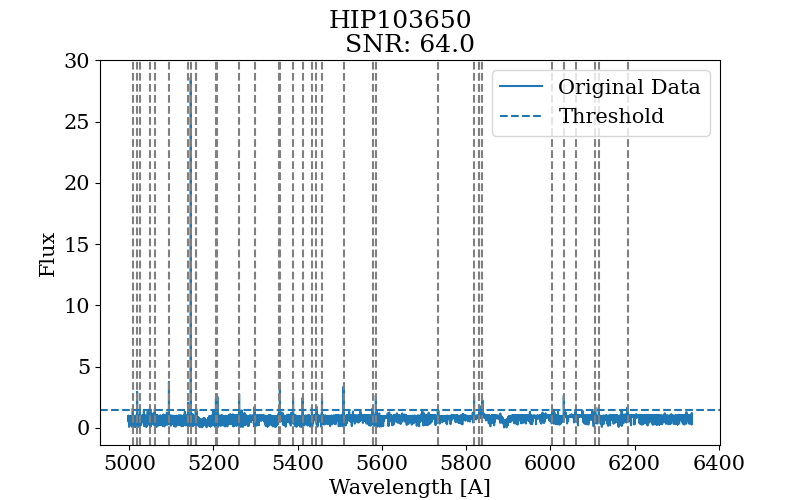 HIP103650
SNR: 64.0
Original Data
Threshold
Flux
30
25
20
15
10
5
0
5000 5200 5400 5600 5800 6000 6200 6400
Wavelength [A]